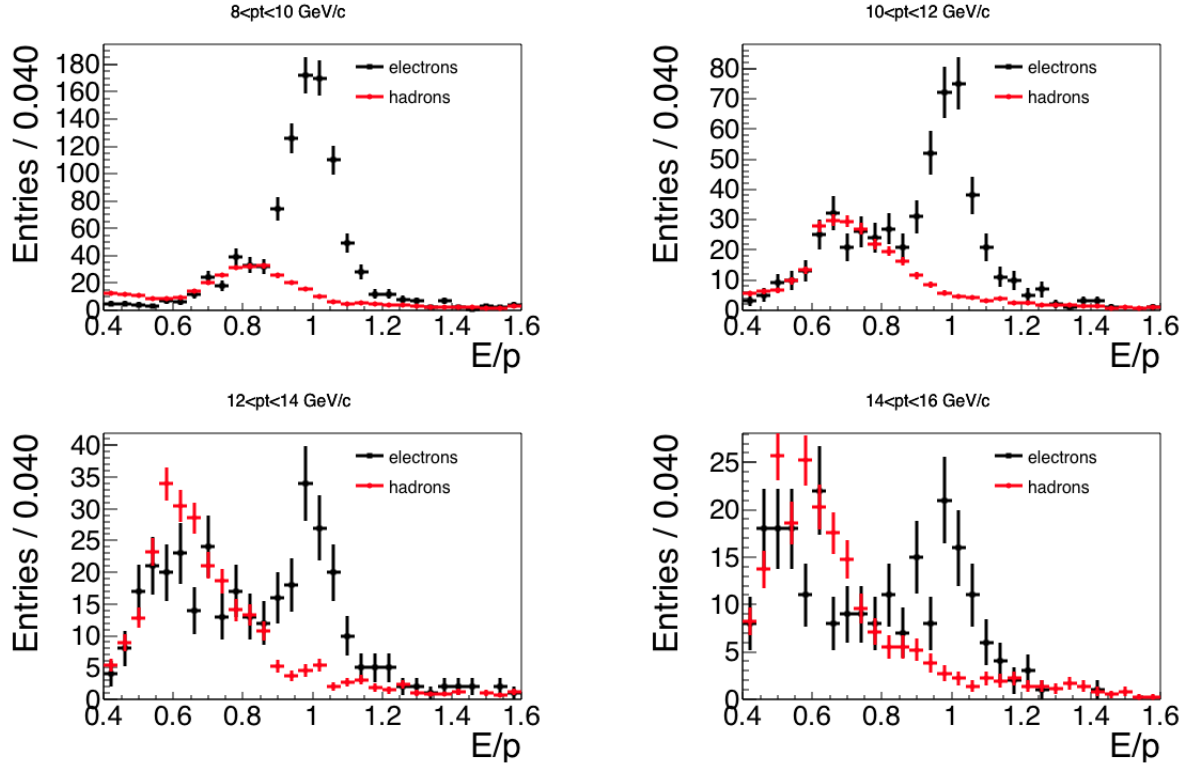 8<pt<10 GeV/c
Entries / 0.040
180
160
140
120
100
80
60
40
20
0
electrons
hadrons
0.4 0.6 0.8 1 1.2 1.4 1.6
E/p
10<pt<12 GeV/c
Entries / 0.040
80
70
60
50
40
30
20
10
0
electrons
hadrons
0.4 0.6 0.8 1 1.2 1.4 1.6
E/p
12<pt<14 GeV/c
Entries / 0.040
40
35
30
25
20
15
10
5
0
electrons
hadrons
0.4 0.6 0.8 1 1.2 1.4 1.6
E/p
14<pt<16 GeV/c
Entries / 0.040
25
20
15
10
5
0
electrons
hadrons
0.4 0.6 0.8 1 1.2 1.4 1.6
E/p